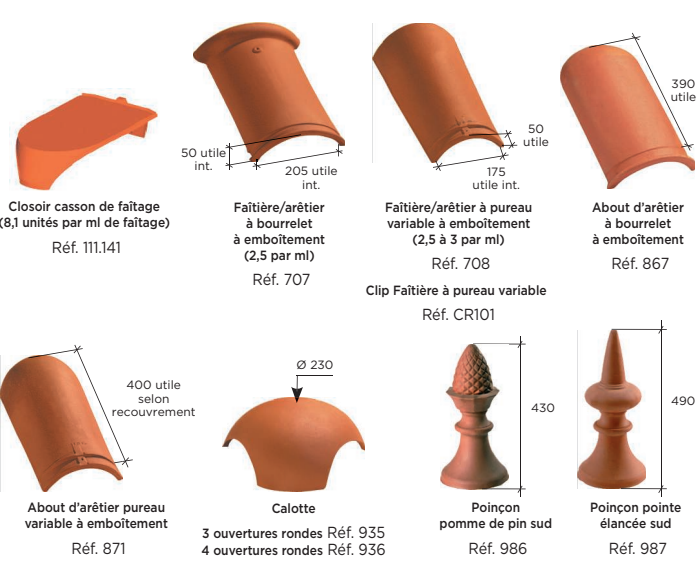 50 utile
int.
205 utile
int.
50
utile
175
utile int.
390
utile
Closoir casson de faîtage
(8,1 unités par ml de faîtage)
Réf. 111.141
Faîtière/arêtier
à bourrelet
à emboîtement
(2,5 par ml)
Réf. 707
Faîtière/arêtier à pureau
variable à emboîtement
(2,5 à 3 par ml)
Réf. 708
Clip Faîtière à pureau variable
Réf. CR101
About d'arêtier
à bourrelet
à emboîtement
Réf. 867
400 utile
selon
recouvrement
Ø 230
430
490
About d'arêtier pureau
variable à emboîtement
Réf. 871
Calotte
3 ouvertures rondes Réf. 935
4 ouvertures rondes Réf. 936
Poinçon
pomme de pin sud
Réf. 986
Poinçon pointe
élancée sud
Réf. 987